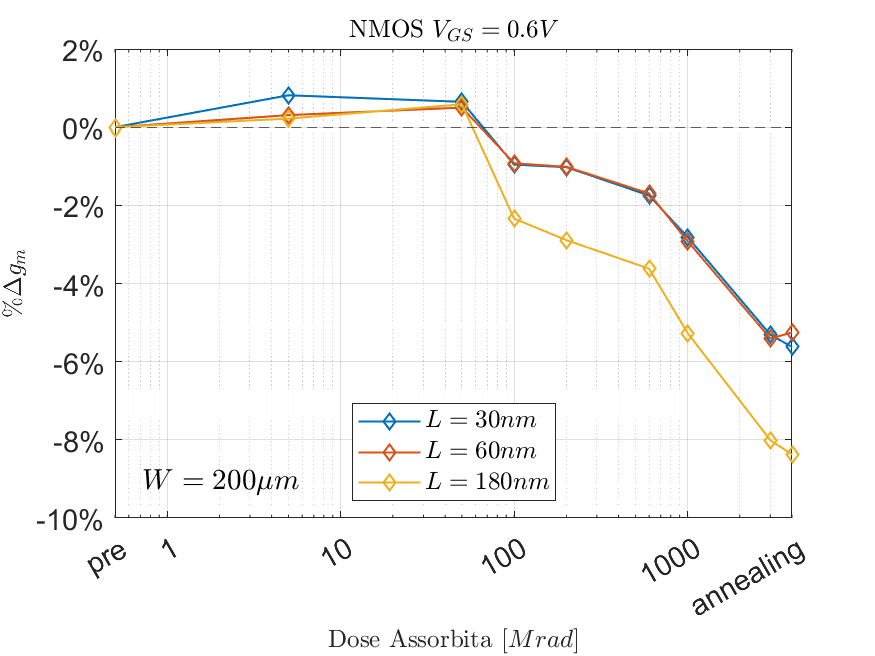 NMOS V_{GS} = 0.6V
2%
0%
-2%
-4%
-6%
-8%
-10%
%Δg_m
L = 30nm
L = 60nm
L = 180nm
W = 200μm
pre 1 10 100 1000 annealing
Dose Assorbita [Mrad]